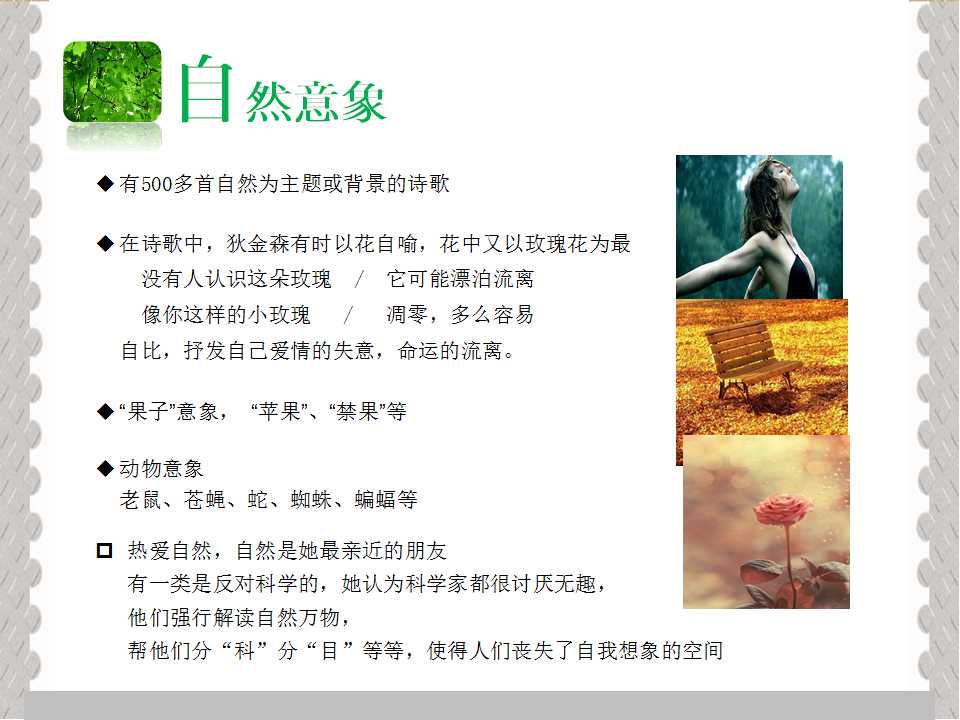 自然意象
◆有500多首自然为主题或背景的诗歌
◆在诗歌中，狄金森有时以花自喻，花中又以玫瑰花为最
没有人认识这朵玫瑰 / 它可能漂泊流离
像你这样的小玫瑰 / 凋零，多么容易
自比，抒发自己爱情的失意，命运的流离。
◆“果子”意象， “苹果”、“禁果”等
◆动物意象
老鼠、苍蝇、蛇、蜘蛛、蝙蝠等
热爱自然，自然是她最亲近的朋友
有一类是反对科学的，她认为科学家都很讨厌无趣，
他们强行解读自然万物，
帮他们分“科”分“目”等等，使得人们丧失了自我想象的空间